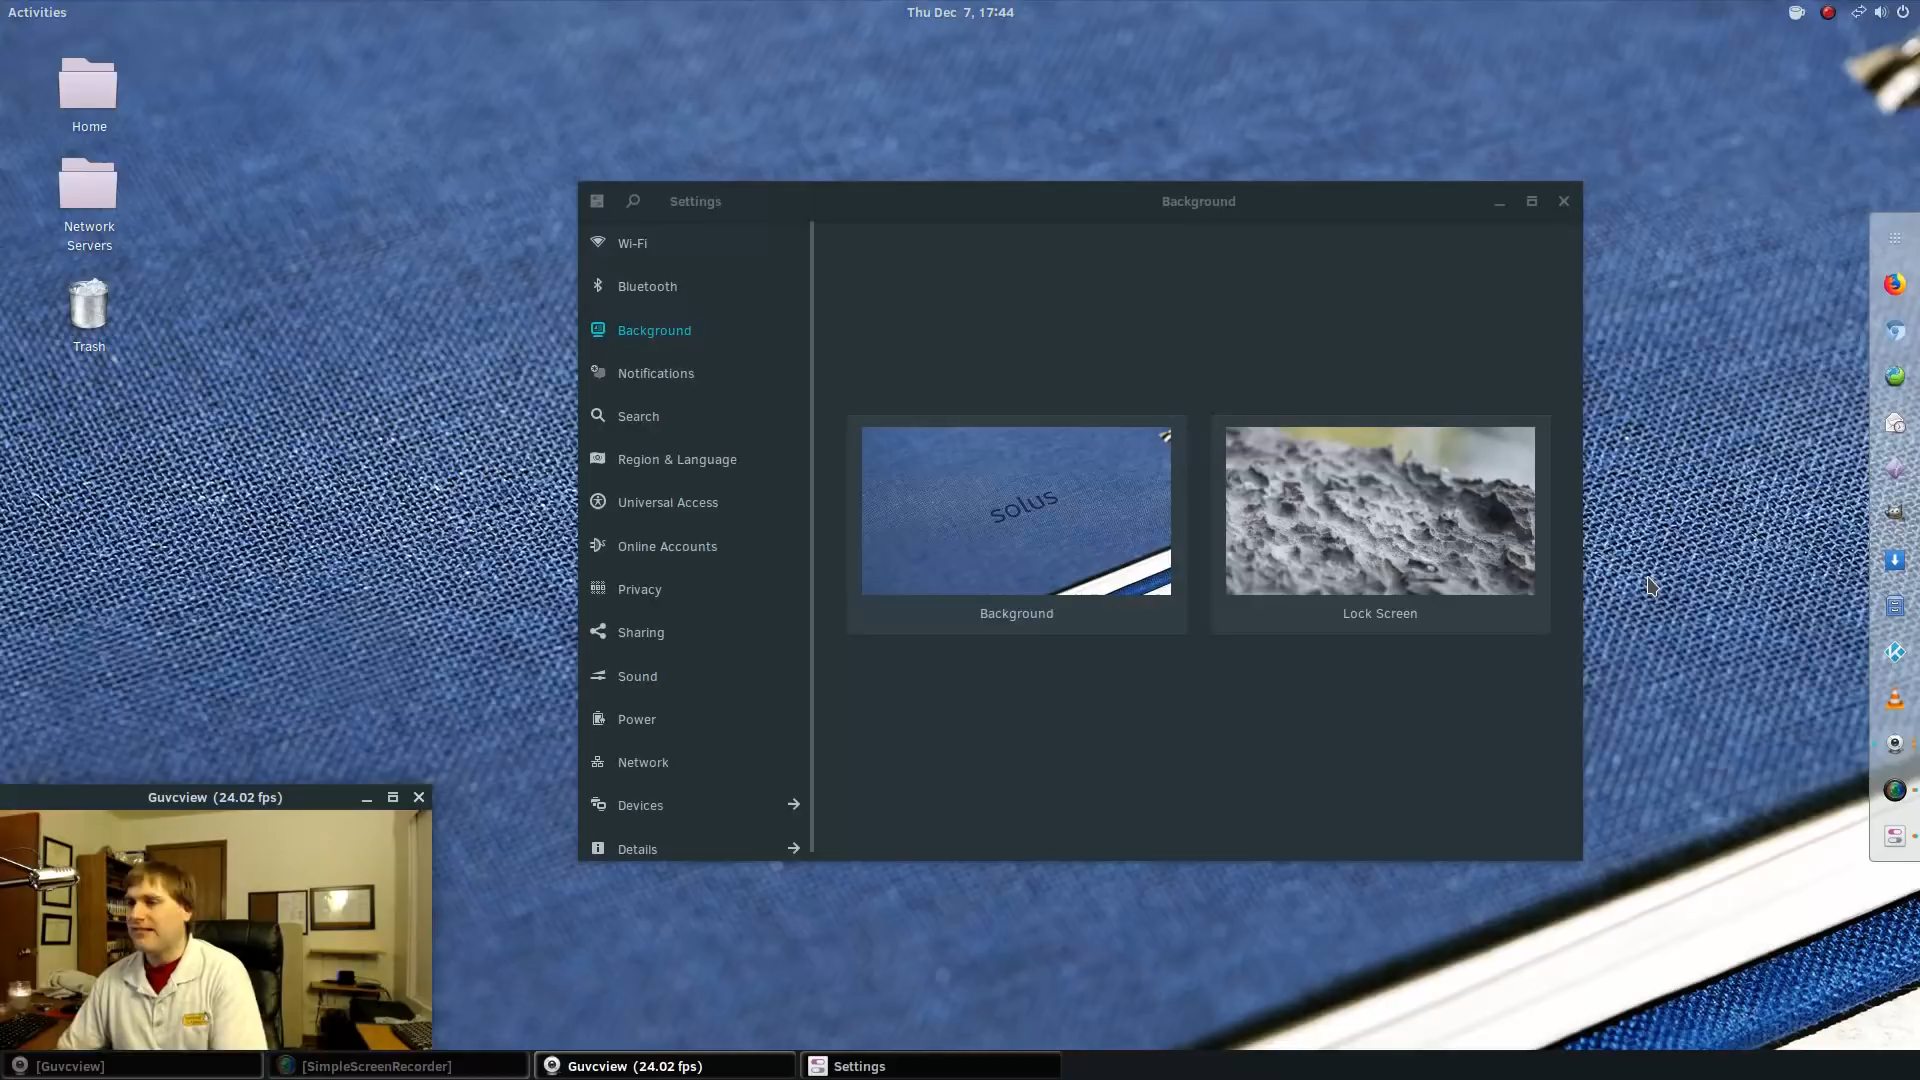 Activities
Thu Dec 7, 17:44
Home
Network
Servers
Trash
Settings
Background
Wi-Fi
Bluetooth
Background
Notifications
Search
Region & Language
Universal Access
Online Accounts
Privacy
Sharing
Sound
Power
Network
Devices
Details
solus
Background
Lock Screen
Guvcview (24.02 fps)
[Guvcview]
[SimpleScreenRecorder]
Guvcview (24.02 fps)
Settings